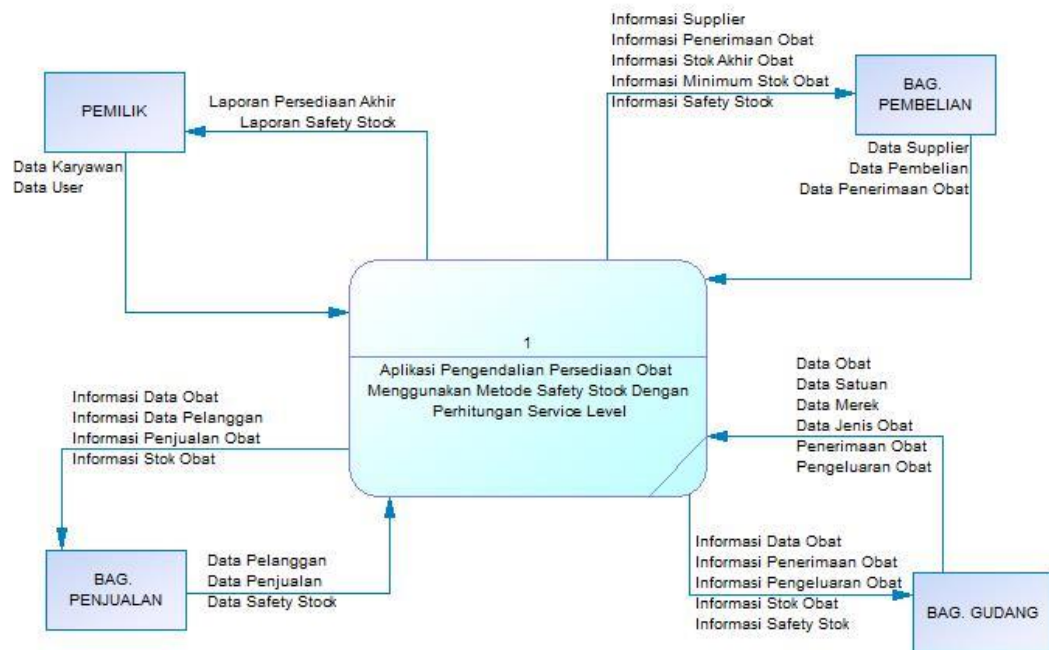 Informasi Supplier
Informasi Penerimaan Obat
Informasi Stok Akhir Obat
Informasi Minimum Stok Obat
Informasi Safety Stock
BAG.
PEMBELIAN
PEMILIK
Laporan Persediaan Akhir
Laporan Safety Stock
Data Karyawan
Data User
Data Supplier
Data Pembelian
Data Penerimaan Obat
1
Aplikasi Pengendalian Persediaan Obat
Menggunakan Metode Safety Stock Dengan
Perhitungan Service Level
Data Obat
Data Satuan
Data Merek
Data Jenis Obat
Penerimaan Obat
Pengeluaran Obat
Informasi Data Obat
Informasi Data Pelanggan
Informasi Penjualan Obat
Informasi Stok Obat
BAG.
PENJUALAN
Data Pelanggan
Data Penjualan
Data Safety Stock
Informasi Data Obat
Informasi Penerimaan Obat
Informasi Pengeluaran Obat
Informasi Stok Obat
Informasi Safety Stok
BAG. GUDANG